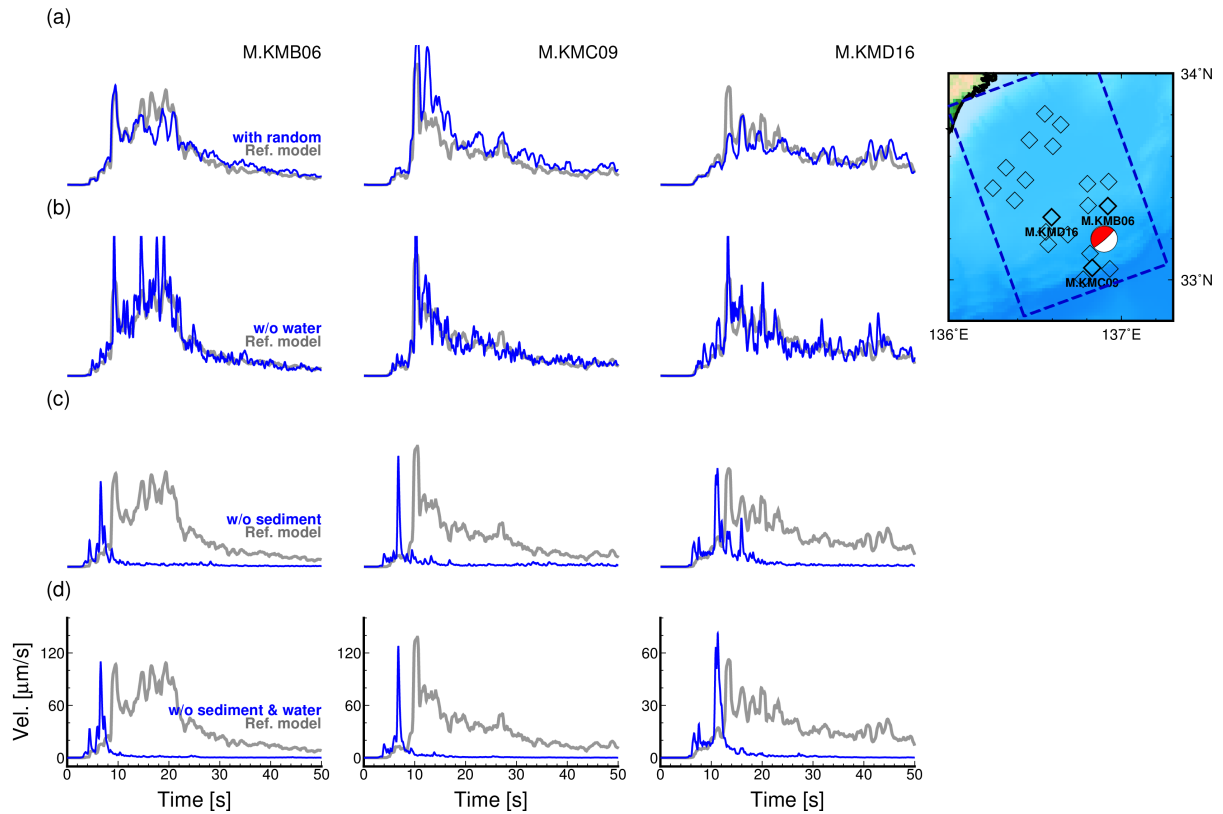 (a)
M.KMB06
M.KMC09
M.KMD16
with random
Ref. model
34°N
M.KMB06
M.KMD16
M.KMC09
33°N
136°E
137°E
(b)
w/o water
Ref. model
(c)
w/o sediment
Ref. model
(d)
Vel. [μm/s]
120
60
0
w/o sediment & water
Ref. model
120
60
0
60
30
0
0 10 20 30 40 50
0 10 20 30 40 50
0 10 20 30 40 50
Time [s]
Time [s]
Time [s]